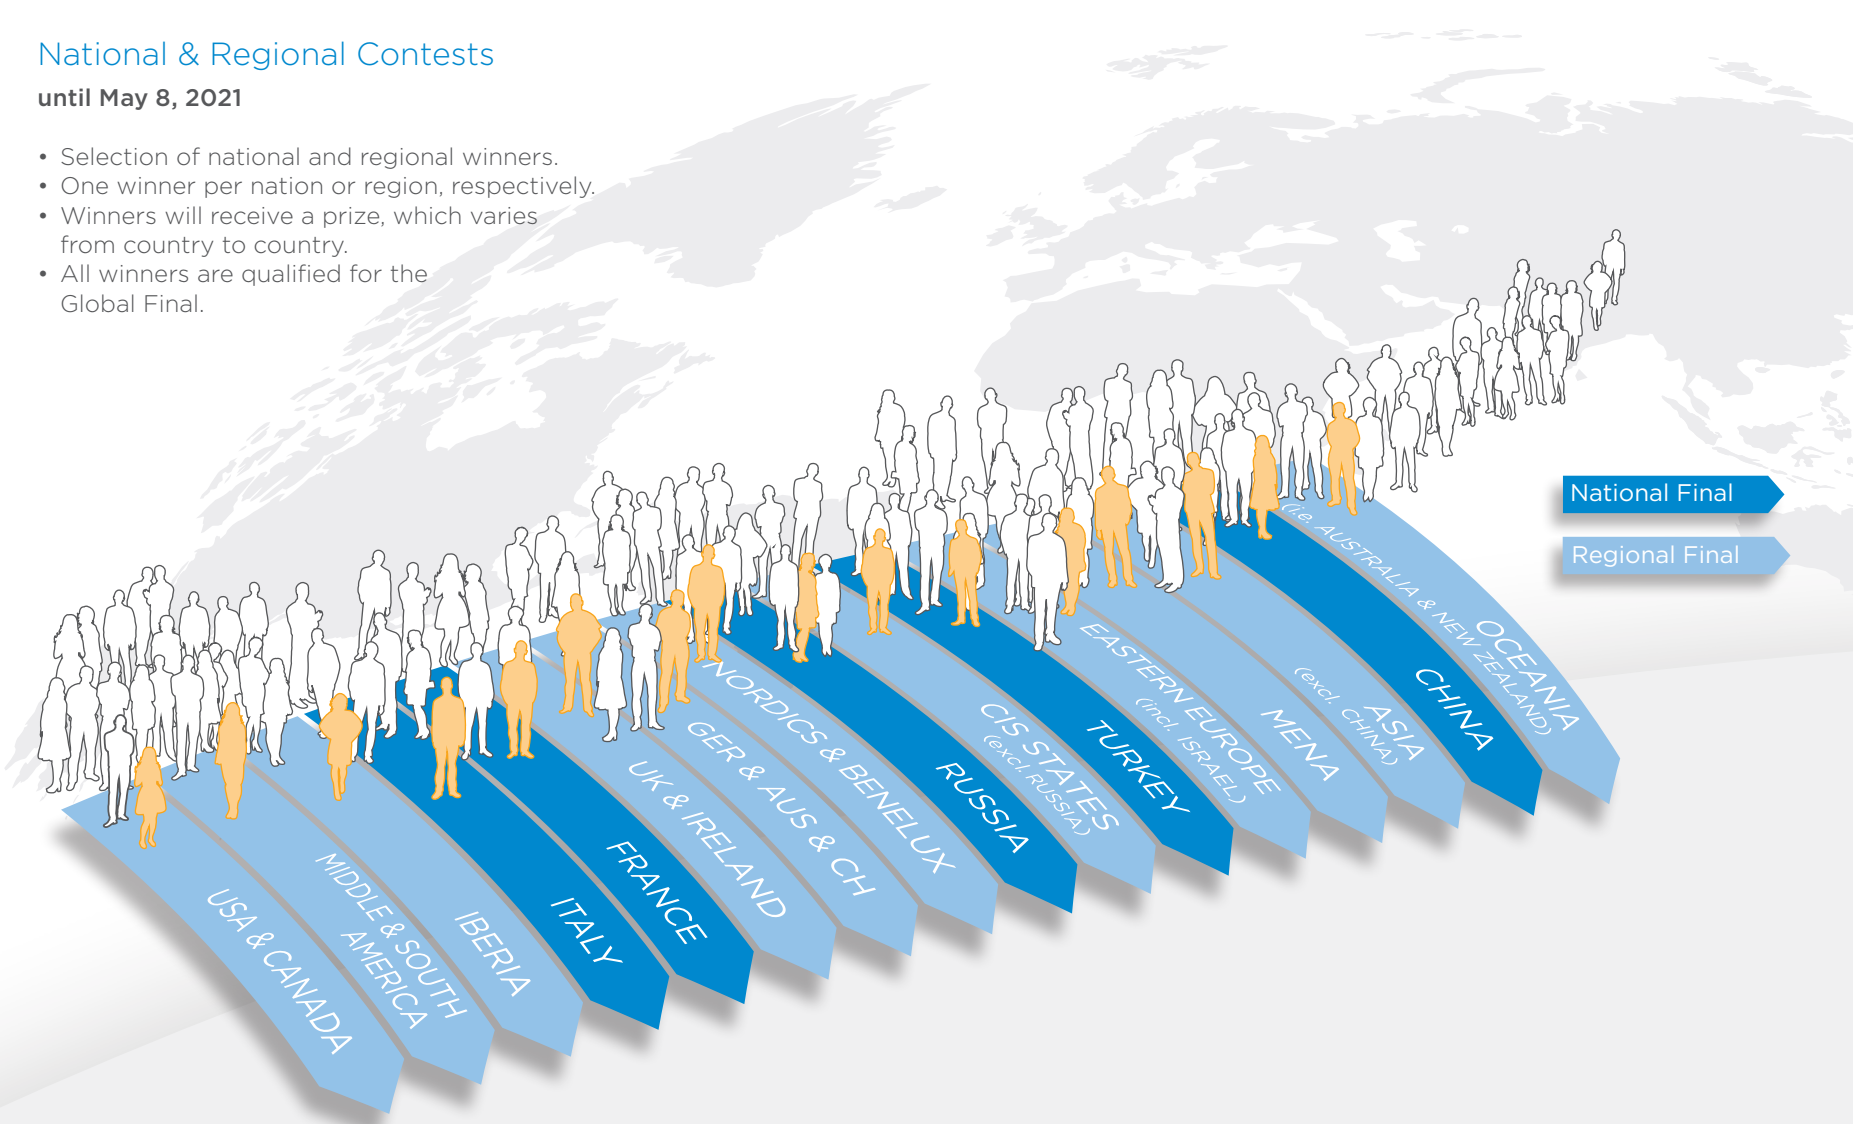 National & Regional Contests
until May 8, 2021
• Selection of national and regional winners.
• One winner per nation or region, respectively.
• Winners will receive a prize, which varies
from country to country.
• All winners are qualified for the
Global Final.
National Final
Regional Final
USA & CANADA
MIDDLE & SOUTH
AMERICA
IBERIA
ITALY
FRANCE
UK & IRELAND
GER & AUS & CH
NORDICS & BENELUX
RUSSIA
CIS STATES
(excl. RUSSIA)
TURKEY
EASTERN EUROPE
(incl. ISRAEL)
MENA
ASIA
(excl. CHINA)
CHINA
OCEANIA
(i.e. AUSTRALIA & NEW ZEALAND)